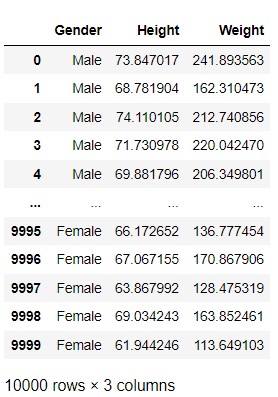 Gender Height Weight
0 Male 73.847017 241.893563
1 Male 68.781904 162.310473
2 Male 74.110105 212.740856
3 Male 71.730978 220.042470
4 Male 69.881796 206.349801
... ... ... ...
9995 Female 66.172652 136.777454
9996 Female 67.067155 170.867906
9997 Female 63.867992 128.475319
9998 Female 69.034243 163.852461
9999 Female 61.944246 113.649103
10000 rows × 3 columns